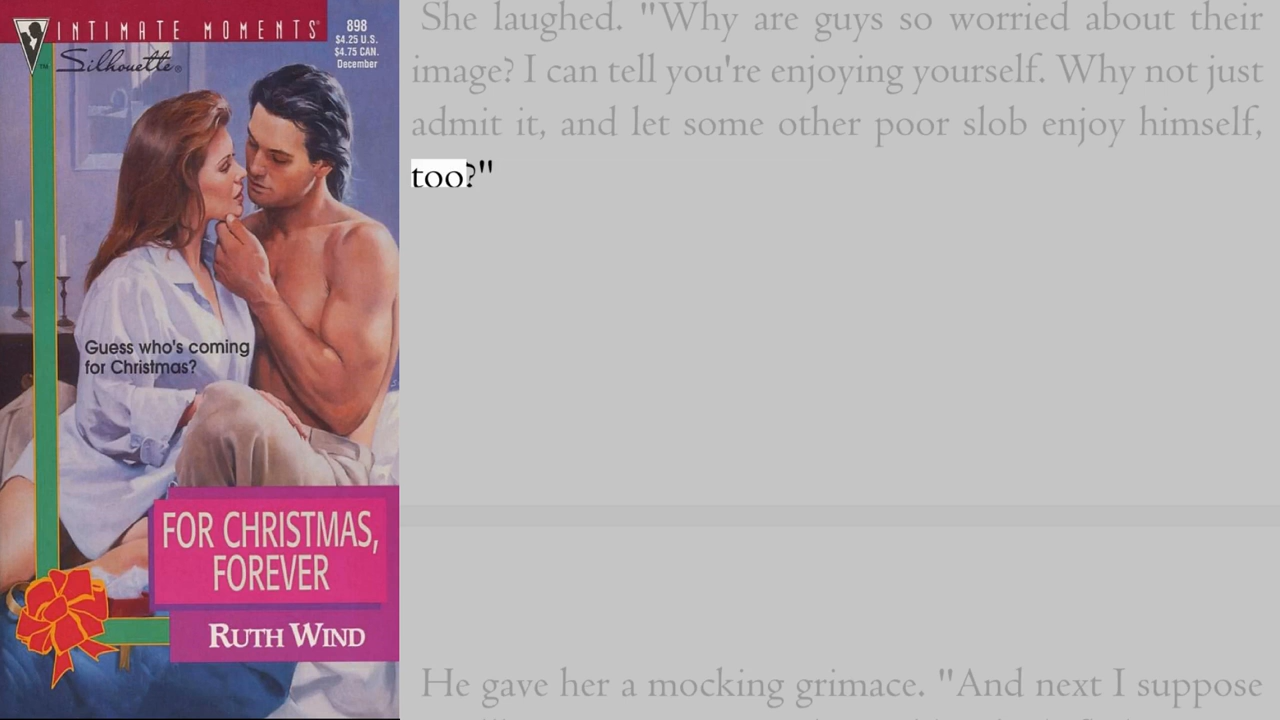 INTIMATE MOMENTS®
Silhouette®
TM
898
$4.25 U.S.
$4.75 CAN.
December
Guess who's coming
for Christmas?
FOR CHRISTMAS,
FOREVER
RUTH WIND
She laughed. "Why are guys so worried about their
image? I can tell you're enjoying yourself. Why not just
admit it, and let some other poor slob enjoy himself,
too?"
He gave her a mocking grimace. "And next I suppose